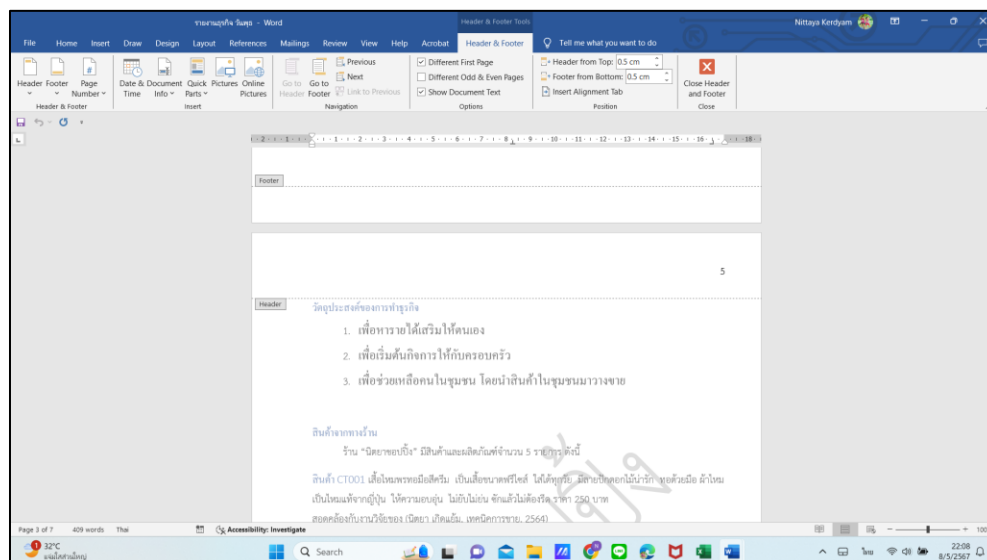 รายงานธุรกิจ วันพุธ - Word
Header & Footer Tools
Nittaya Kerdyam
File Home Insert Draw Design Layout References Mailings Review View Help Acrobat Header & Footer Tell me what you want to do
Header Footer Page Number
Date & Time Document Info Quick Parts Pictures Online Pictures
Go to Header Go to Footer Previous
Next
Link to Previous
Different First Page
Different Odd & Even Pages
Show Document Text
Header from Top: 0.5 cm
Footer from Bottom: 0.5 cm
Insert Alignment Tab
Close Header and Footer
Header & Footer Insert Navigation Options Position Close
Footer
5
Header
วัตถุประสงค์ของการทำธุรกิจ
1. เพื่อหารายได้เสริมให้ตนเอง
2. เพื่อเริ่มต้นกิจการให้กับครอบครัว
3. เพื่อช่วยเหลือคนในชุมชน โดยนำสินค้าในชุมชนมาวางขาย
สินค้าจากทางร้าน
ร้าน "นิตยาชอปปิ้ง" มีสินค้าและผลิตภัณฑ์จำนวน 5 รายการ ดังนี้
สินค้า CT001 เสื้อไหมพรหมอสีครีม เป็นเสื้อขนาดฟรีไซส์ ใส่ได้ทุกวัย มีลายปักดอกไม้น่ารัก ทอด้วยมือ ผ้าไหม
เป็นไหมแท้จากญี่ปุ่น ให้ความอบอุ่น ไม่ยับไม่ย่น ซักแล้วไม่ต้องรีด ราคา 250 บาท
สอดคล้องกับงานวิจัยของ (นิตยา เกิดแย้ม, เทคนิคการขาย, 2564)
Page 3 of 7 409 words Thai Accessibility: Investigate 100
32°C
Search
ไทย
22:08
8/5/2567